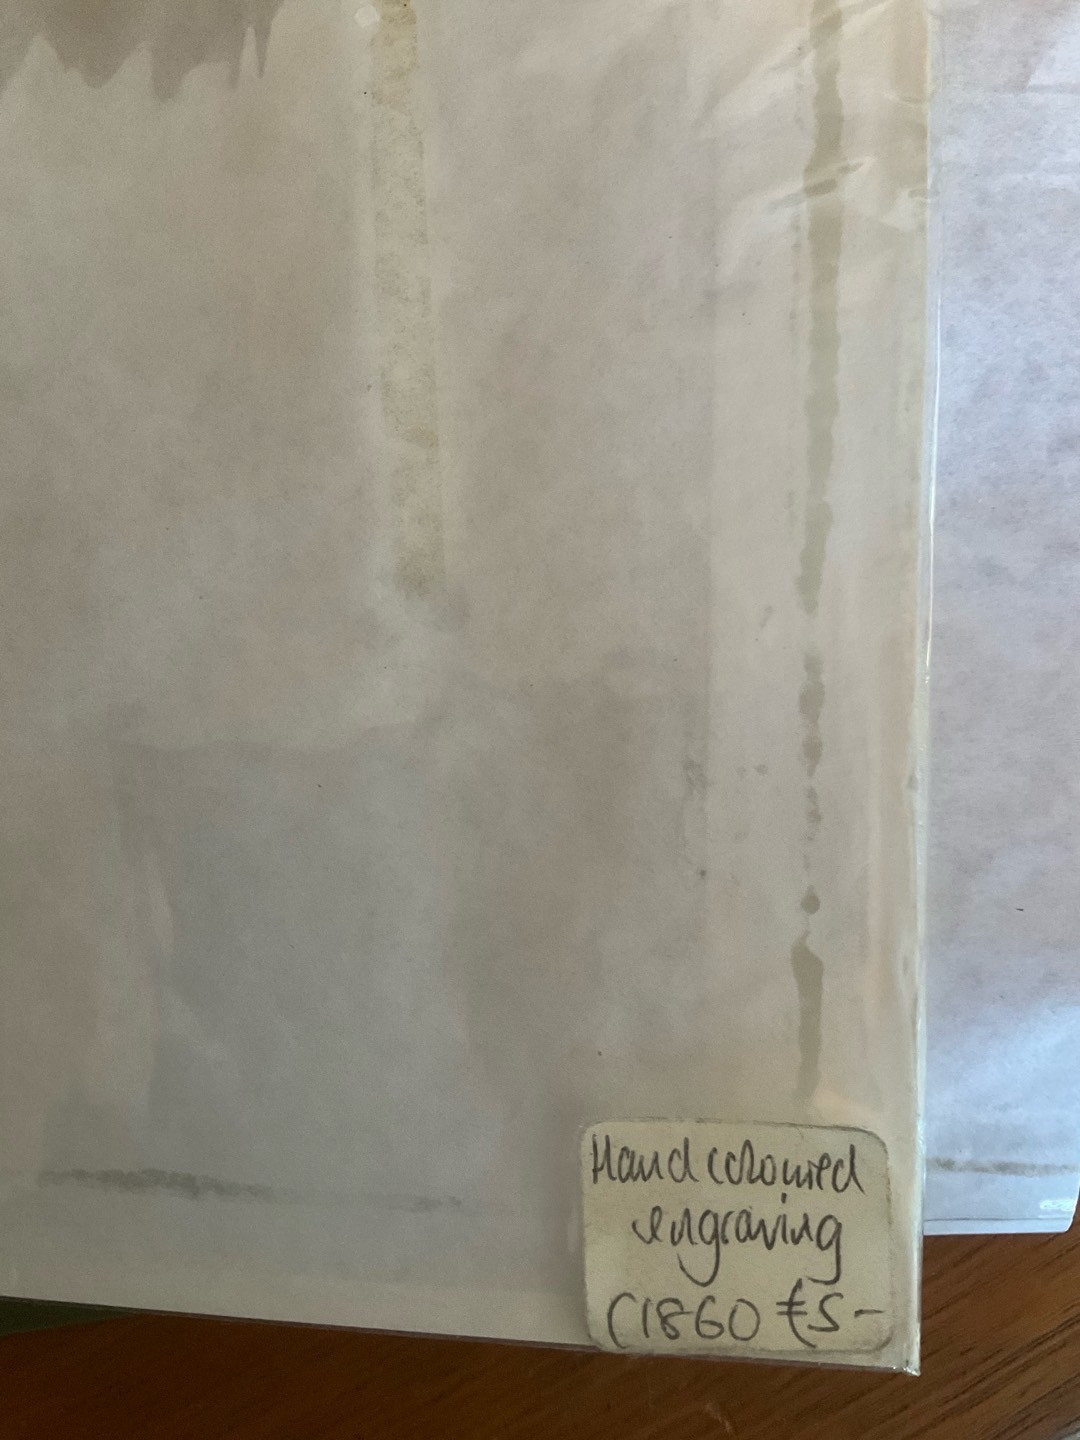 Hand coloured
engraving
C1860 £5-